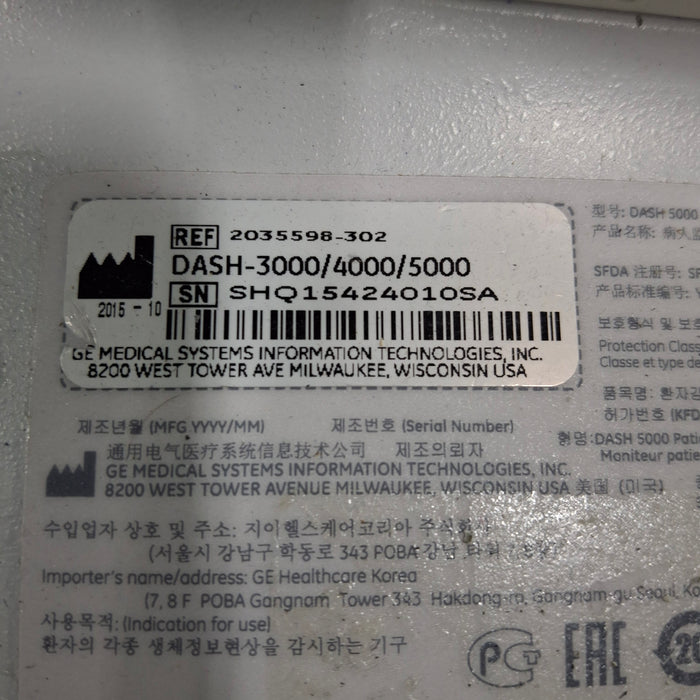 REF 2035598-302
DASH-3000/4000/5000
SN SHQ15424010SA
2015-10
GE MEDICAL SYSTEMS INFORMATION TECHNOLOGIES, INC.
8200 WEST TOWER AVE MILWAUKEE, WISCONSIN USA
型号: DASH 5000
产品名称: 病人
SFDA 注册号:
产品标准编号:
보호형식 및 보호
Protection Class
Classe et type de
품목명: 환자감
허가번호 (KFD
형명: DASH 5000 Patie
Moniteur patie
제조년월 (MFG.YYYY/MM) 제조번호 (Serial Number)
通用电气医疗系统信息技术公司 제조의뢰자
GE MEDICAL SYSTEMS INFORMATION TECHNOLOGIES, INC.
8200 WEST TOWER AVENUE MILWAUKEE, WISCONSIN USA 美国 (미국)
수입업자 상호 및 주소: 지이헬스케어코리아 주식회사
(서울시 강남구 학동로 343 POBA 강남 타워
Importer's name/address: GE Healthcare Korea
(7, 8 F POBA Gangnam Tower 343 Hakdong-ro, Gangnam-gu Seoul, Ko
사용목적: (Indication for use)
환자의 각종 생체정보현상을 감시하는 기구
EAC
20